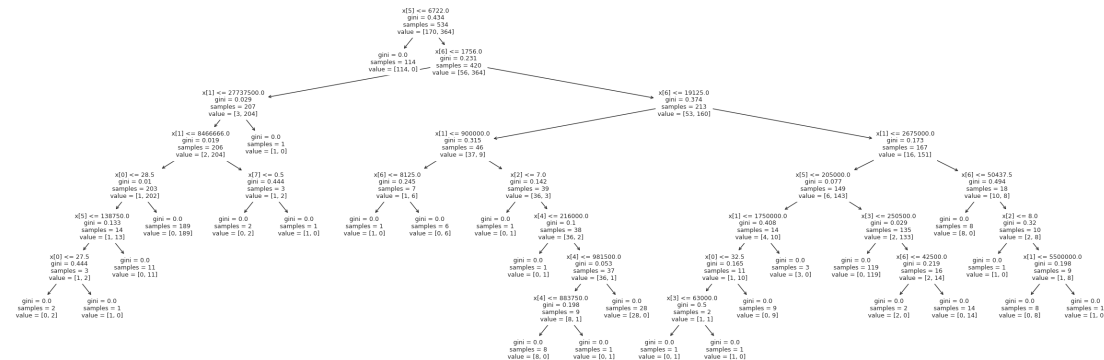 x[5] <= 6722.0
gini = 0.434
samples = 534
value = [170, 364]
gini = 0.0
samples = 114
value = [114, 0]
x[6] <= 1756.0
gini = 0.231
samples = 420
value = [56, 364]
x[1] <= 27737500.0
gini = 0.029
samples = 207
value = [3, 204]
x[6] <= 19125.0
gini = 0.374
samples = 213
value = [53, 160]
x[1] <= 8466666.0
gini = 0.019
samples = 206
value = [2, 204]
gini = 0.0
samples = 1
value = [1, 0]
x[1] <= 900000.0
gini = 0.315
samples = 46
value = [37, 9]
x[1] <= 2675000.0
gini = 0.173
samples = 167
value = [16, 151]
x[0] <= 28.5
gini = 0.01
samples = 203
value = [1, 202]
x[7] <= 0.5
gini = 0.444
samples = 3
value = [1, 2]
x[6] <= 8125.0
gini = 0.245
samples = 7
value = [1, 6]
x[2] <= 7.0
gini = 0.142
samples = 39
value = [36, 3]
x[5] <= 205000.0
gini = 0.077
samples = 149
value = [6, 143]
x[6] <= 50437.5
gini = 0.494
samples = 18
value = [10, 8]
x[5] <= 138750.0
gini = 0.133
samples = 14
value = [1, 13]
gini = 0.0
samples = 189
value = [0, 189]
gini = 0.0
samples = 2
value = [0, 2]
gini = 0.0
samples = 1
value = [1, 0]
gini = 0.0
samples = 1
value = [1, 0]
gini = 0.0
samples = 6
value = [0, 6]
gini = 0.0
samples = 1
value = [0, 1]
x[4] <= 216000.0
gini = 0.1
samples = 38
value = [36, 2]
x[1] <= 1750000.0
gini = 0.408
samples = 14
value = [4, 10]
x[3] <= 250500.0
gini = 0.029
samples = 135
value = [2, 133]
gini = 0.0
samples = 8
value = [8, 0]
x[2] <= 8.0
gini = 0.32
samples = 10
value = [2, 8]
x[0] <= 27.5
gini = 0.444
samples = 3
value = [1, 2]
gini = 0.0
samples = 11
value = [0, 11]
gini = 0.0
samples = 1
value = [0, 1]
x[4] <= 981500.0
gini = 0.053
samples = 37
value = [36, 1]
x[0] <= 32.5
gini = 0.165
samples = 11
value = [1, 10]
gini = 0.0
samples = 3
value = [3, 0]
gini = 0.0
samples = 119
value = [0, 119]
x[6] <= 42500.0
gini = 0.219
samples = 16
value = [2, 14]
gini = 0.0
samples = 1
value = [1, 0]
x[1] <= 5500000.0
gini = 0.198
samples = 9
value = [1, 8]
gini = 0.0
samples = 2
value = [0, 2]
gini = 0.0
samples = 1
value = [1, 0]
x[4] <= 883750.0
gini = 0.198
samples = 9
value = [8, 1]
gini = 0.0
samples = 28
value = [28, 0]
x[3] <= 63000.0
gini = 0.5
samples = 2
value = [1, 1]
gini = 0.0
samples = 9
value = [0, 9]
gini = 0.0
samples = 2
value = [2, 0]
gini = 0.0
samples = 14
value = [0, 14]
gini = 0.0
samples = 8
value = [0, 8]
gini = 0.0
samples = 1
value = [1, 0
gini = 0.0
samples = 8
value = [8, 0]
gini = 0.0
samples = 1
value = [0, 1]
gini = 0.0
samples = 1
value = [0, 1]
gini = 0.0
samples = 1
value = [1, 0]